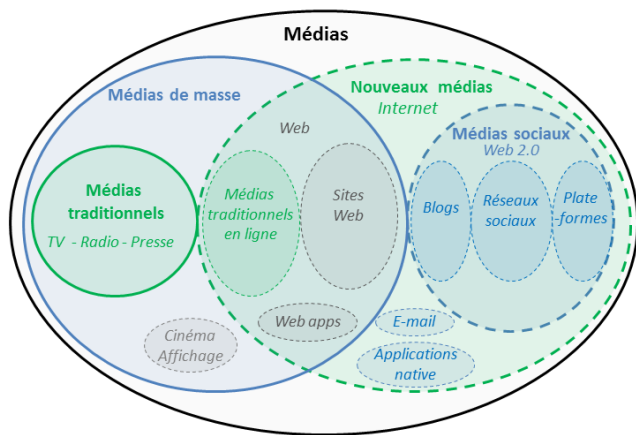 Médias
Médias de masse
Nouveaux médias
Internet
Web
Médias sociaux
Web 2.0
Médias
traditionnels
TV - Radio - Presse
Médias
traditionnels
en ligne
Sites
Web
Blogs
Réseaux
sociaux
Plate
-formes
Web apps
E-mail
Cinéma
Affichage
Applications
native